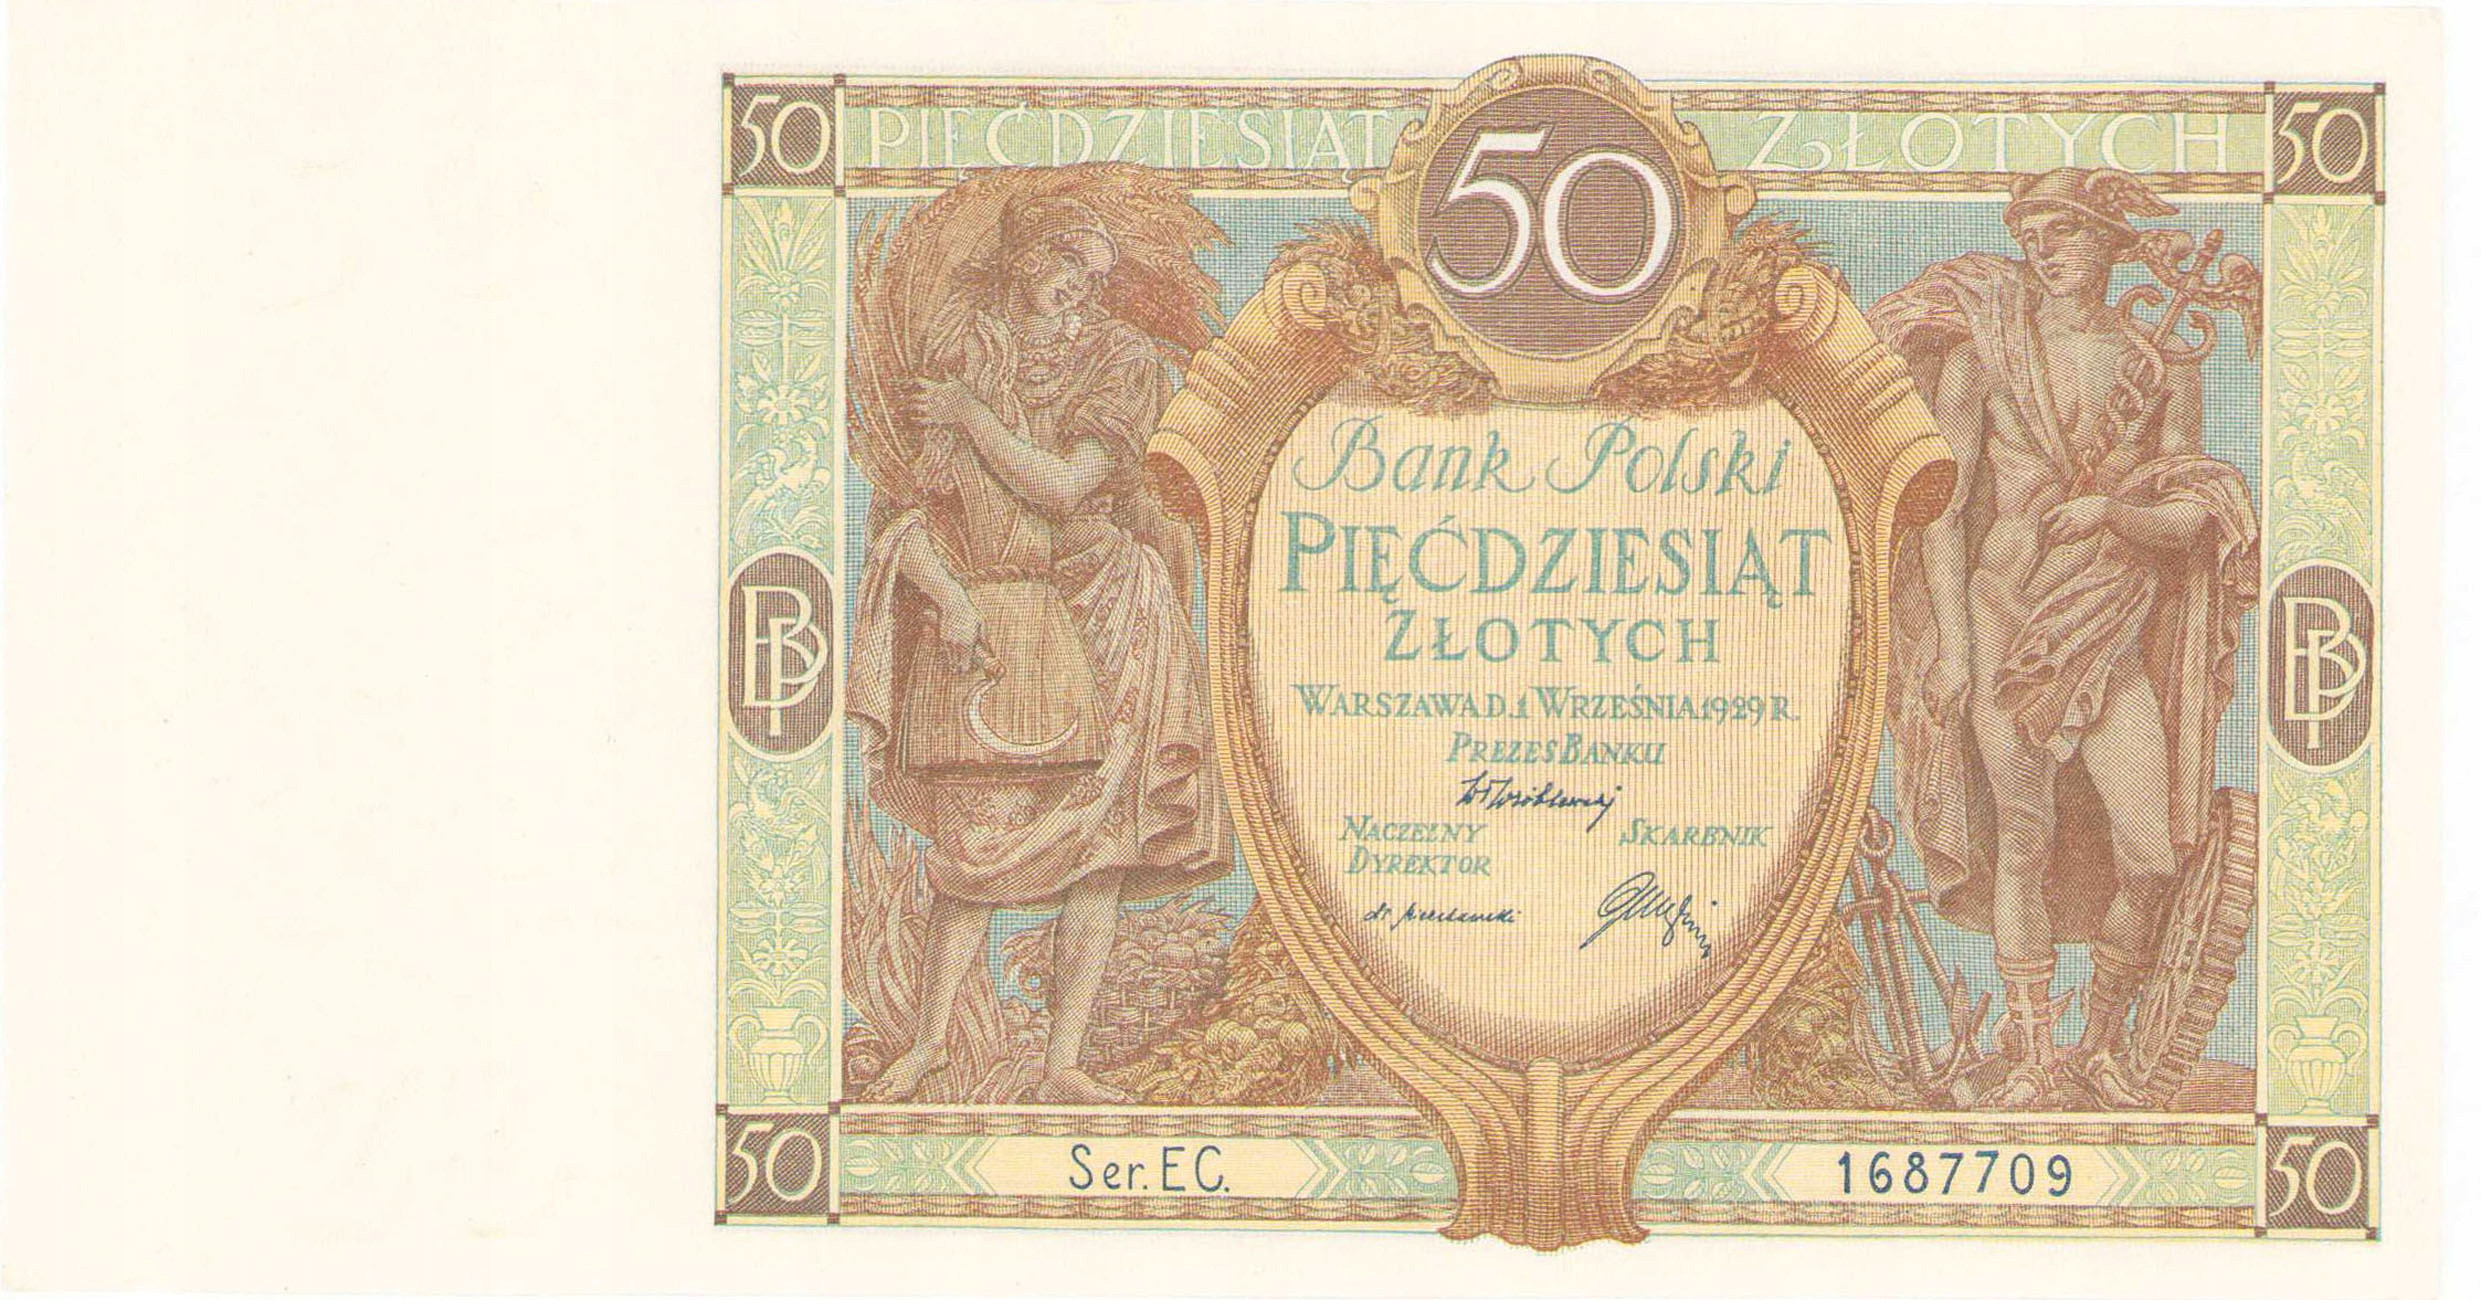 50 PIĘĆDZIESIĄT 50 ZŁOTYCH 50
Bank Polski
PIĘĆDZIESIĄT
ZŁOTYCH
BP BP
WARSZAWA D. 1 WRZEŚNIA 1929 R.
PREZES BANKU
WWróblewski
NACZELNY SKARBNIK
DYREKTOR
50 Ser. EC. 1687709 50